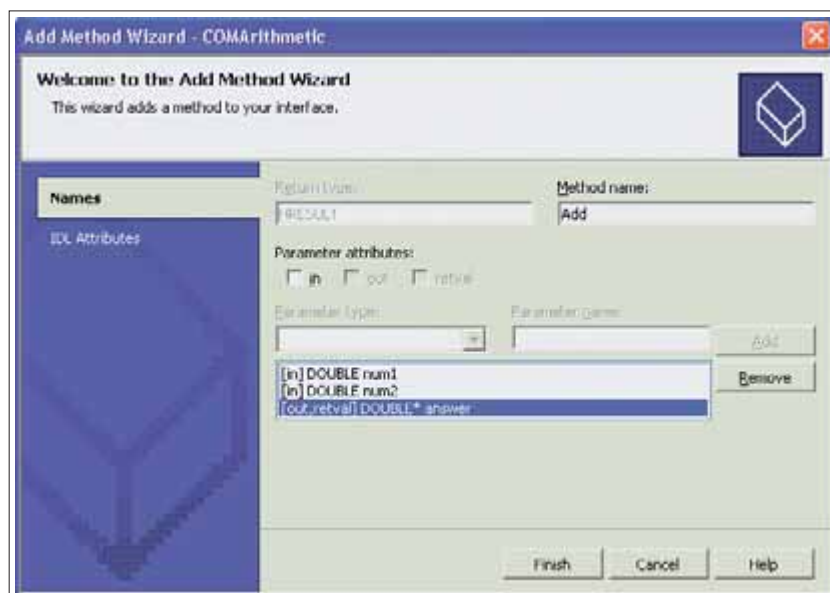 Add Method Wizard - COMArithmetic
Welcome to the Add Method Wizard
This wizard adds a method to your interface.
Names
IDL Attributes
Return type:
Method name:
HRESULT
Add
Parameter attributes:
in
out
retval
Parameter type:
Parameter name:
Add
[in] DOUBLE num1
[in] DOUBLE num2
[out,retval] DOUBLE* answer
Remove
Finish
Cancel
Help